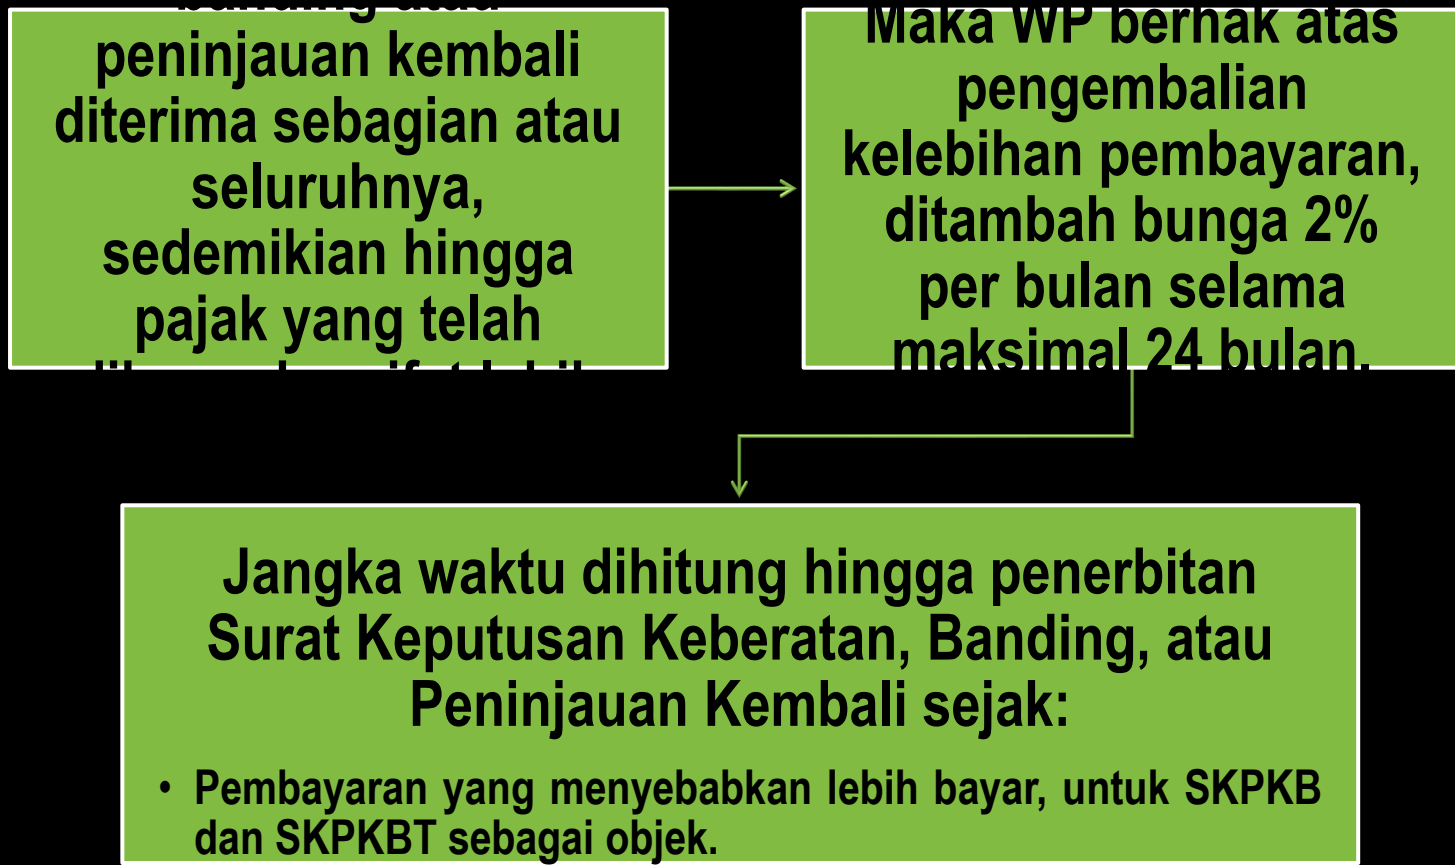 banding atau
peninjauan kembali
diterima sebagian atau
seluruhnya,
sedemikian hingga
pajak yang telah
Maka WP berhak atas
pengembalian
kelebihan pembayaran,
ditambah bunga 2%
per bulan selama
maksimal 24 bulan.
Jangka waktu dihitung hingga penerbitan
Surat Keputusan Keberatan, Banding, atau
Peninjauan Kembali sejak:
• Pembayaran yang menyebabkan lebih bayar, untuk SKPKB
dan SKPKBT sebagai objek.